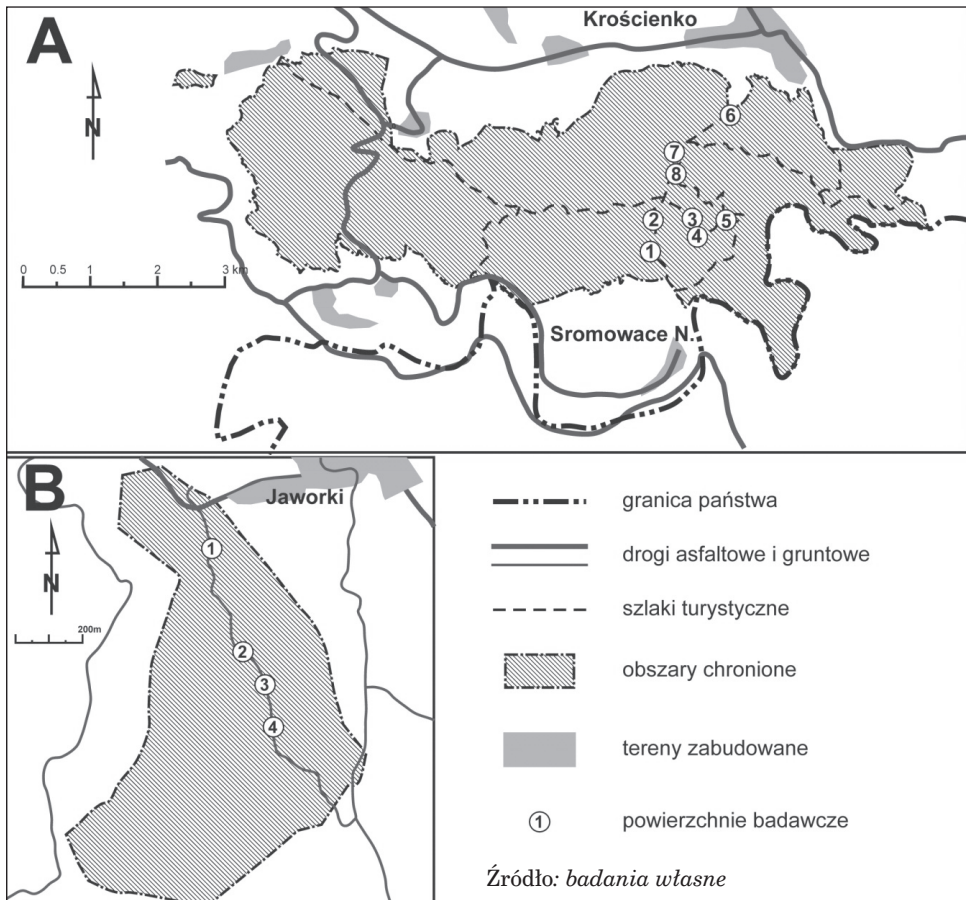 A
Krościenko
N
0 0.5 1 2 3 km
6
7
8
2 3 5
4
1
Sromowace N.
B
Jaworki
N
200m
1
2
3
4
granica państwa
drogi asfaltowe i gruntowe
szlaki turystyczne
obszary chronione
tereny zabudowane
1 powierzchnie badawcze
Źródło: badania własne